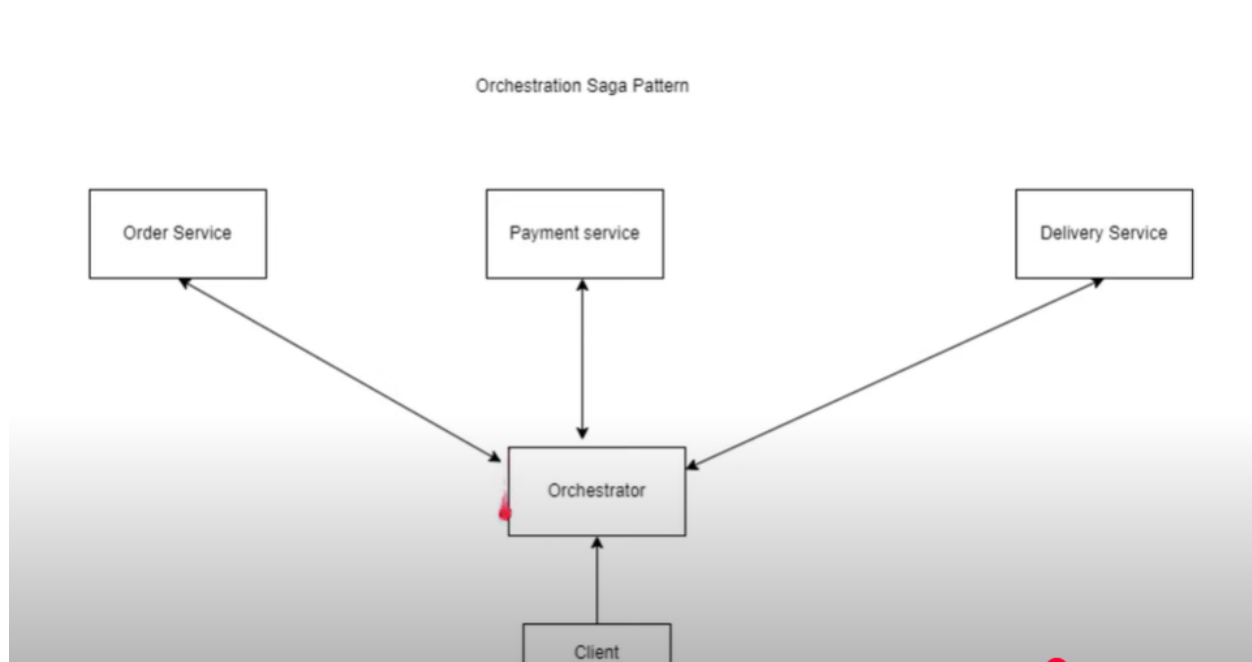 Orchestration Saga Pattern
Order Service
Payment service
Delivery Service
Orchestrator
Client